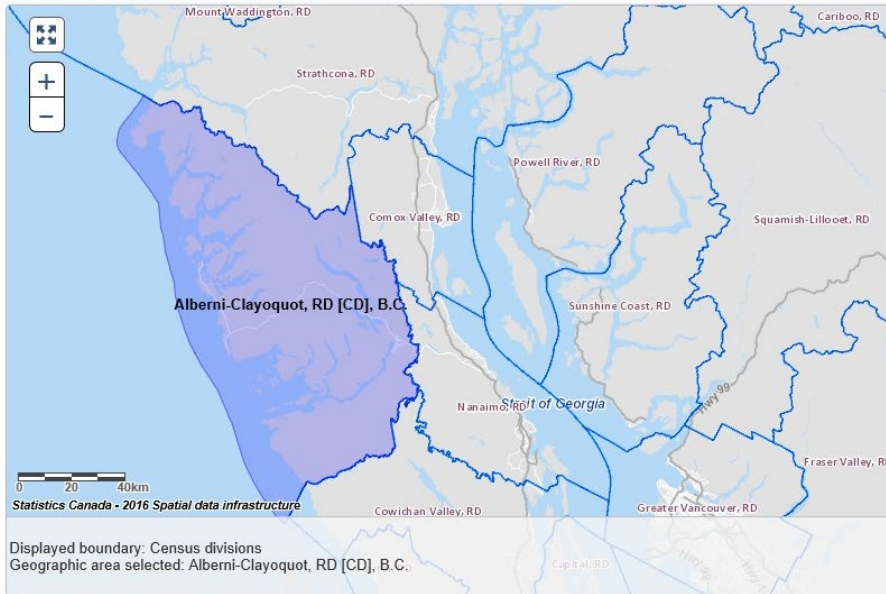 Mount Waddington, RD
Cariboo, RD
+
Strathcona, RD
−
Powell River, RD
Comox Valley, RD
Squamish-Lillooet, RD
Alberni-Clayoquot, RD [CD], B.C.
Sunshine Coast, RD
Hwy 99
Strait of Georgia
Nanaimo, RD
Fraser Valley, R
0 20 40km
Statistics Canada - 2016 Spatial data infrastructure
Cowichan Valley, RD
Greater Vancouver, RD
Displayed boundary: Census divisions
Geographic area selected: Alberni-Clayoquot, RD [CD], B.C.
Capital, RD
Hwy 99